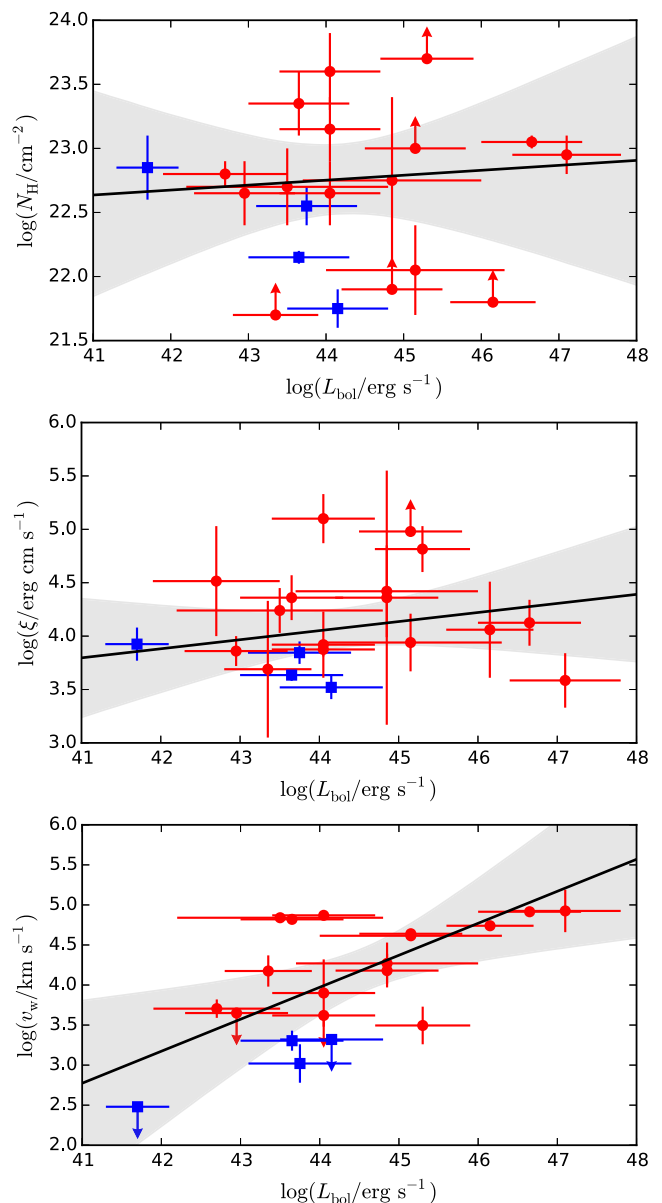 24.0
23.5
23.0
22.5
22.0
21.5
log(N_H/cm⁻²)
41 42 43 44 45 46 47 48
log(L_bol/erg s⁻¹)
6.0
5.5
5.0
4.5
4.0
3.5
3.0
log(ξ/erg cm s⁻¹)
41 42 43 44 45 46 47 48
log(L_bol/erg s⁻¹)
6.0
5.5
5.0
4.5
4.0
3.5
3.0
2.5
2.0
log(v_w/km s⁻¹)
41 42 43 44 45 46 47 48
log(L_bol/erg s⁻¹)